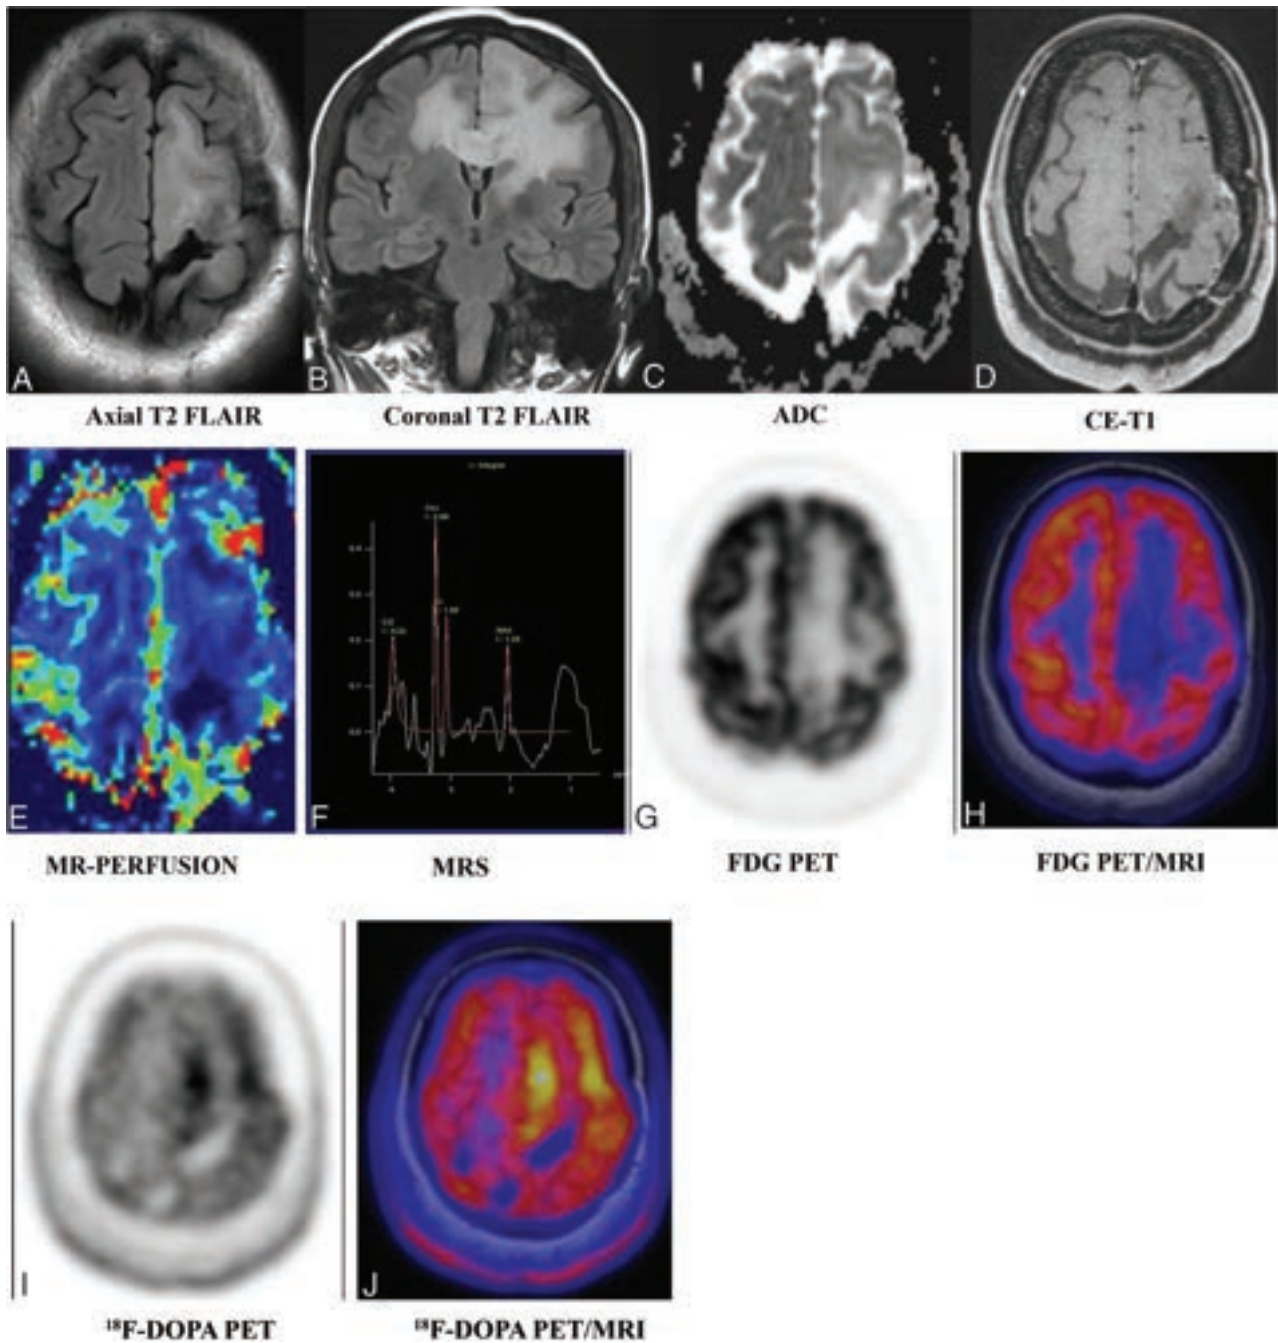 A
B
C
D
Axial T2 FLAIR
Coronal T2 FLAIR
ADC
CE-T1
E
F
G
H
MR-PERFUSION
MRS
FDG PET
FDG PET/MRI
I
J
¹⁸F-DOPA PET
¹⁸F-DOPA PET/MRI